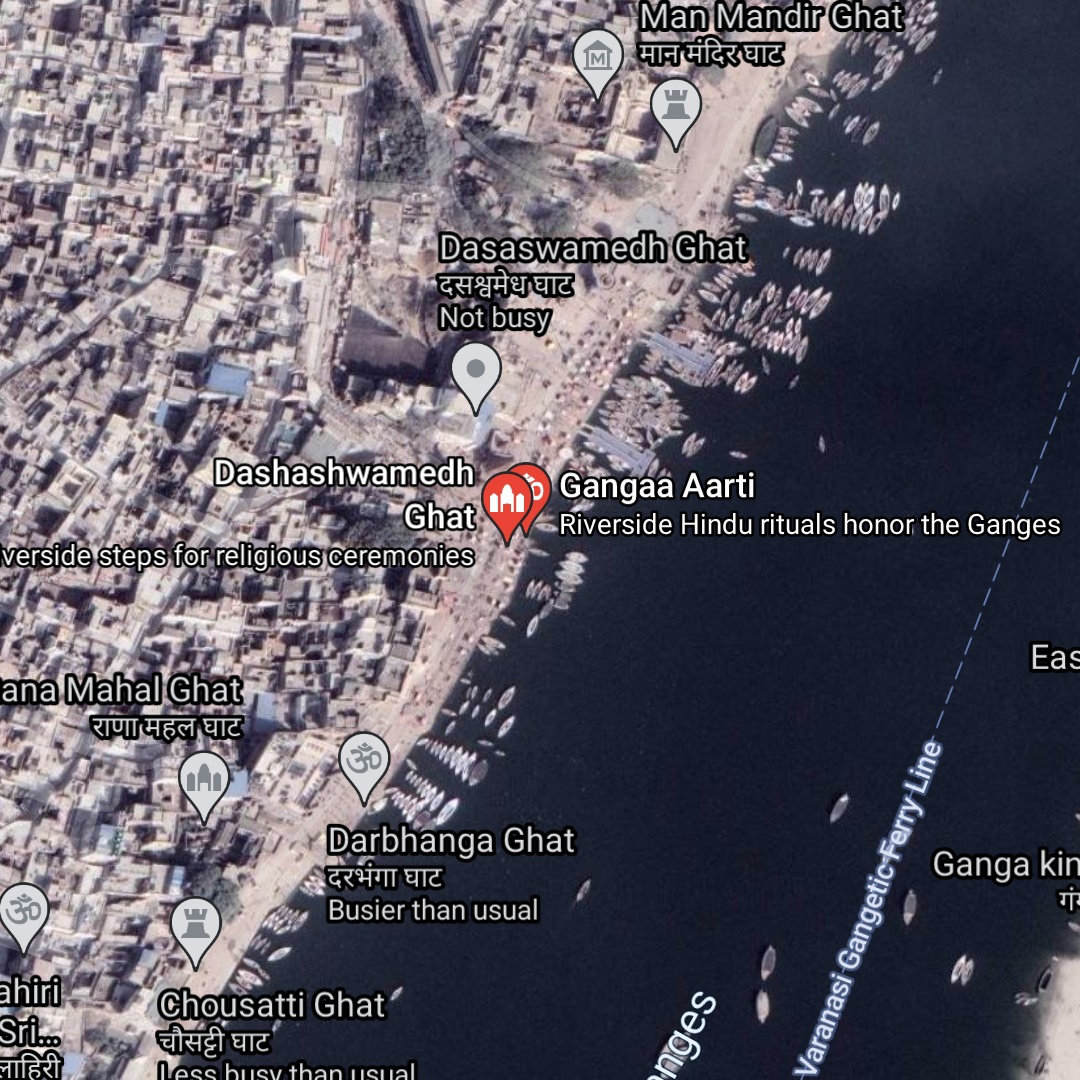 Man Mandir Ghat
मान मंदिर घाट
Dasaswamedh Ghat
दसश्वमेध घाट
Not busy
Dashashwamedh
Ghat
verside steps for religious ceremonies
Gangaa Aarti
Riverside Hindu rituals honor the Ganges
Eas
ana Mahal Ghat
राणा महल घाट
Darbhanga Ghat
दरभंगा घाट
Busier than usual
Varanasi Gangetic Ferry Line
Ganga kin
गं
ahiri
Sri...
लाहिरी
Chousatti Ghat
चौसट्टी घाट
Less busy than usual
nges